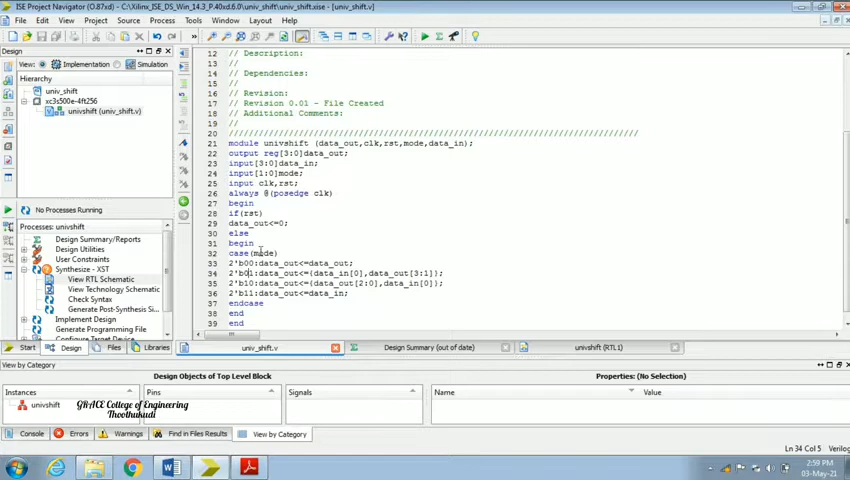 ISE Project Navigator (O.87xd) - C:\Xilinx_ISE_DS_Win_14.3_P.40xd.6.0\univ_shift\univ_shift.xise - [univ_shift.v]
File Edit View Project Source Process Tools Window Layout Help
Design
View: Implementation Simulation
Hierarchy
univ_shift
xc3s500e-4ft256
univshift (univ_shift.v)
No Processes Running
Processes: univshift
Design Summary/Reports
Design Utilities
User Constraints
Synthesize - XST
View RTL Schematic
View Technology Schematic
Check Syntax
Generate Post-Synthesis Si...
Implement Design
Generate Programming File
Configure Target Device
Start Design Files Libraries
12 // Description:
13 //
14 // Dependencies:
15 //
16 // Revision:
17 // Revision 0.01 - File Created
18 // Additional Comments:
19 //
20 //////////////////////////////////////////////////////////////////////////////////
21 module univshift (data_out,clk,rst,mode,data_in);
22 output reg[3:0]data_out;
23 input[3:0]data_in;
24 input[1:0]mode;
25 input clk,rst;
26 always @(posedge clk)
27 begin
28 if(rst)
29 data_out<=0;
30 else
31 begin
32 case(mode)
33 2'b00:data_out<=data_out;
34 2'b01:data_out<={data_in[0],data_out[3:1]};
35 2'b10:data_out<={data_out[2:0],data_in[0]};
36 2'b11:data_out<=data_in;
37 endcase
38 end
39 end
univ_shift.v Design Summary (out of date) univshift (RTL1)
View by Category
Design Objects of Top Level Block Properties: (No Selection)
Instances Pins Signals Name Value
univshift
GRACE College of Engineering
Thoothukudi
Console Errors Warnings Find in Files Results View by Category
Ln 34 Col 5 Verilog
2:59 PM
03-May-21